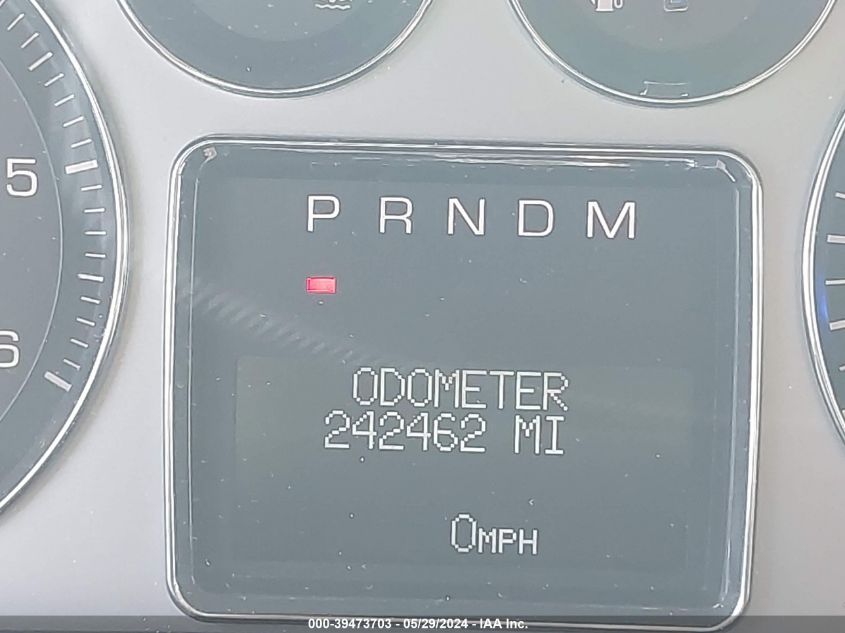 5
6
P R N D M
ODOMETER
242462 MI
0MPH
000-39473703 - 05/29/2024 - IAA Inc.